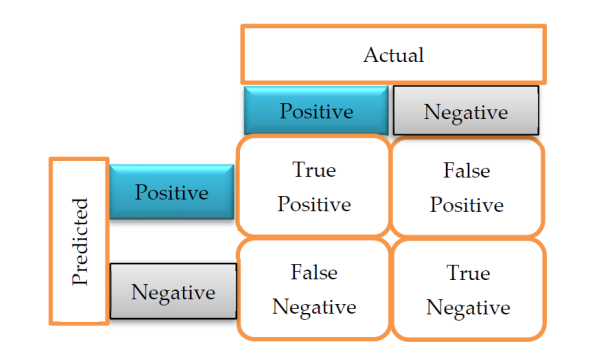 Actual
Positive
Negative
Predicted
Positive
True
Positive
False
Positive
Negative
False
Negative
True
Negative